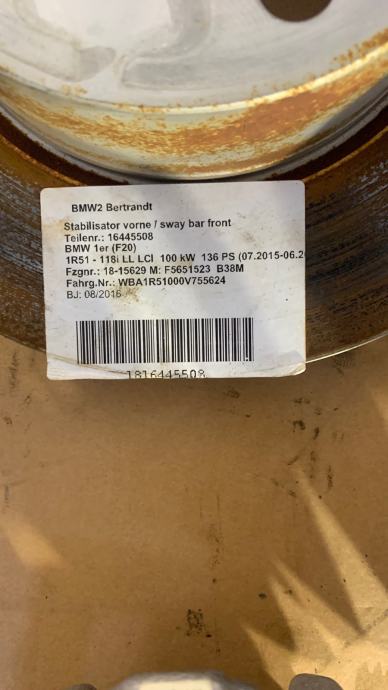 BMW2 Bertrandt
Stabilisator vorne / sway bar front
Teilenr.: 16445508
BMW 1er (F20)
1R51 - 118i LL LCI 100 kW 136 PS (07.2015-06.2
Fzgnr.: 18-15629 M: F5651523 B38M
Fahrg.Nr.: WBA1R51000V755624
BJ: 08/2016
1816445508